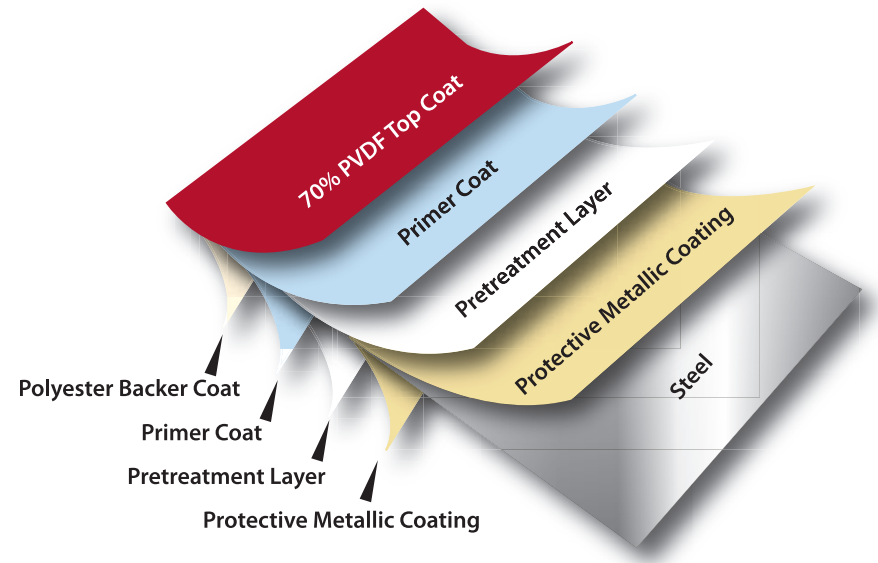 70% PVDF Top Coat
Primer Coat
Pretreatment Layer
Protective Metallic Coating
Steel
Polyester Backer Coat
Primer Coat
Pretreatment Layer
Protective Metallic Coating